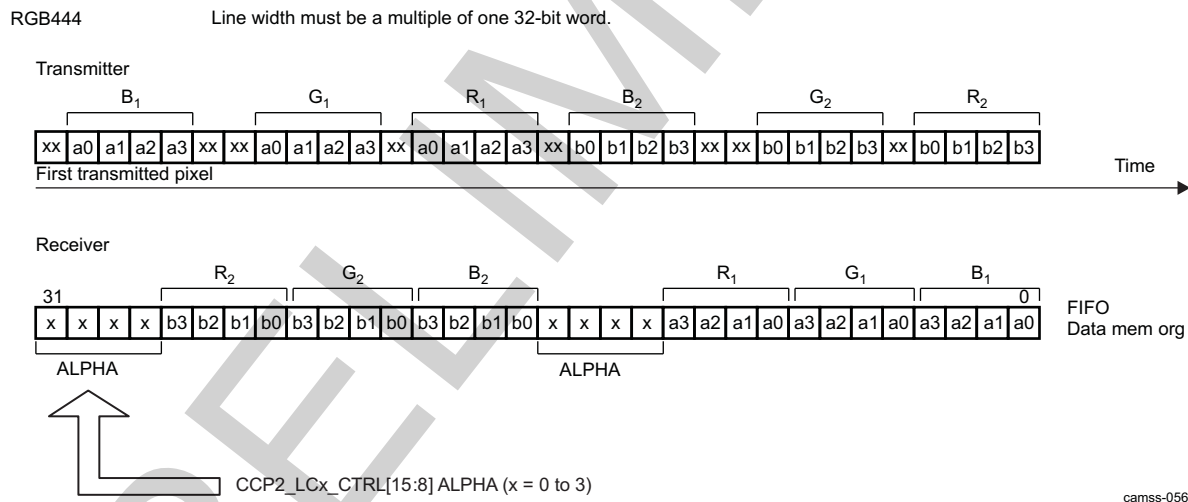 RGB444 Line width must be a multiple of one 32-bit word.
Transmitter
B1 G1 R1 B2 G2 R2
xx a0 a1 a2 a3 xx xx a0 a1 a2 a3 xx a0 a1 a2 a3 xx b0 b1 b2 b3 xx xx b0 b1 b2 b3 xx b0 b1 b2 b3
First transmitted pixel Time
Receiver
R2 G2 B2 R1 G1 B1
31 0
x x x x b3 b2 b1 b0 b3 b2 b1 b0 b3 b2 b1 b0 x x x x a3 a2 a1 a0 a3 a2 a1 a0 a3 a2 a1 a0
FIFO
Data mem org
ALPHA ALPHA
CCP2_LCx_CTRL[15:8] ALPHA (x = 0 to 3)
camss-056